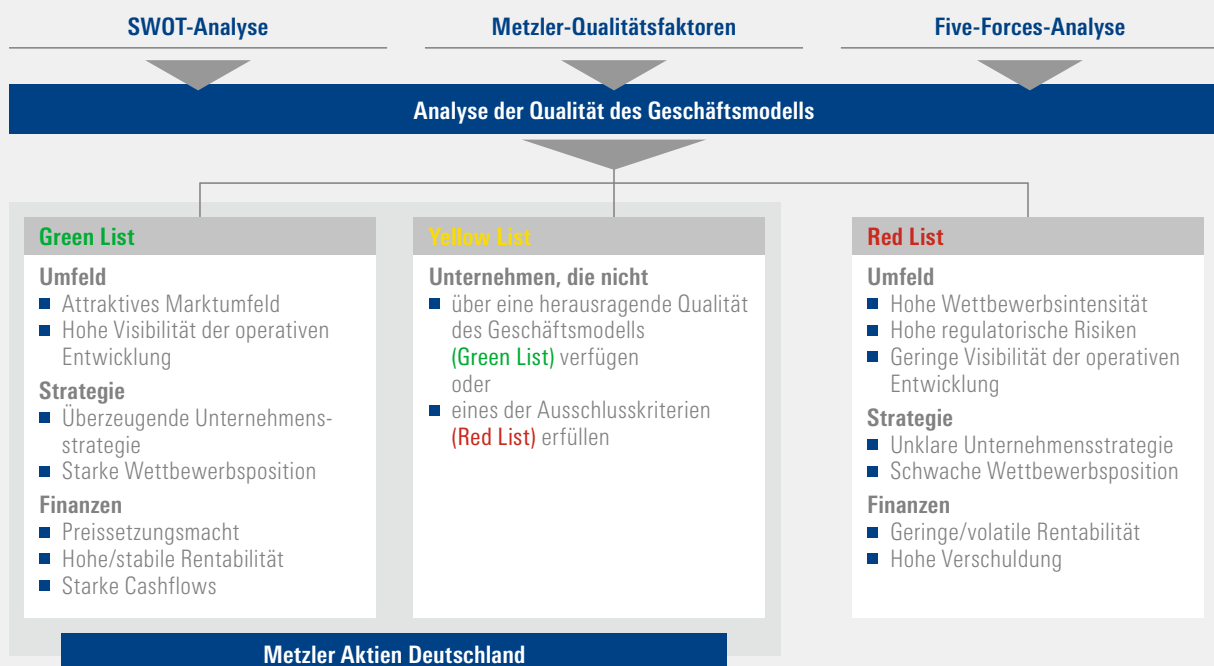 SWOT-Analyse
Metzler-Qualitätsfaktoren
Five-Forces-Analyse
Analyse der Qualität des Geschäftsmodells
Green List
Umfeld
Attraktives Marktumfeld
Hohe Visibilität der operativen
Entwicklung
Strategie
Überzeugende Unternehmens-
strategie
Starke Wettbewerbsposition
Finanzen
Preissetzungsmacht
Hohe/stabile Rentabilität
Starke Cashflows
Yellow List
Unternehmen, die nicht
über eine herausragende Qualität
des Geschäftsmodells
(Green List) verfügen
oder
eines der Ausschlusskriterien
(Red List) erfüllen
Red List
Umfeld
Hohe Wettbewerbsintensität
Hohe regulatorische Risiken
Geringe Visibilität der operativen
Entwicklung
Strategie
Unklare Unternehmensstrategie
Schwache Wettbewerbsposition
Finanzen
Geringe/volatile Rentabilität
Hohe Verschuldung
Metzler Aktien Deutschland